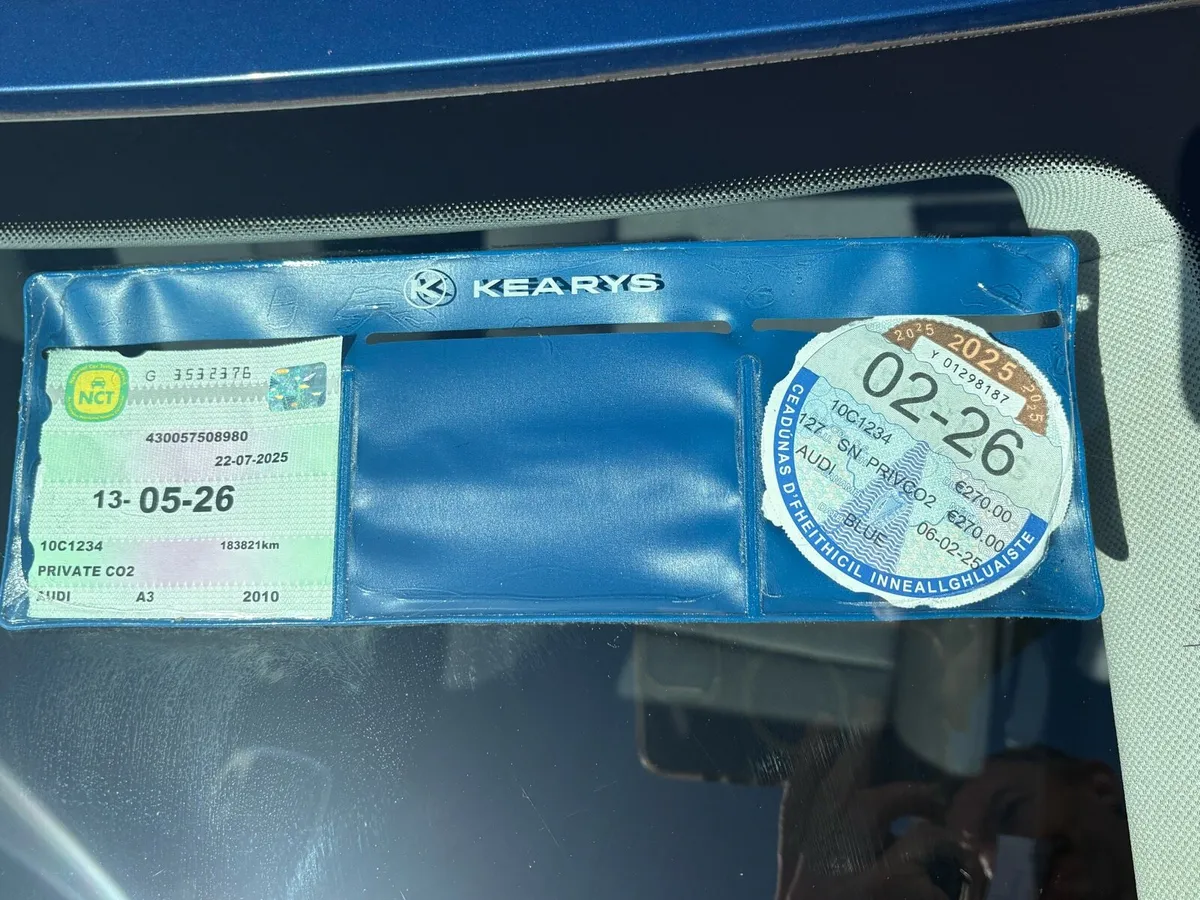 KEARYS
NCT
G 3532376
430057508980
22-07-2025
13- 05-26
10C1234
183821km
PRIVATE CO2
AUDI A3 2010
2025 2025 2025
Y 01298187
02-26
10C1234
127 SN PRIVCO2 €270.00
AUDI €270.00
BLUE 06-02-25
CEADÚNAS D'FHEITHICIL INNEALLGHLUAISTE